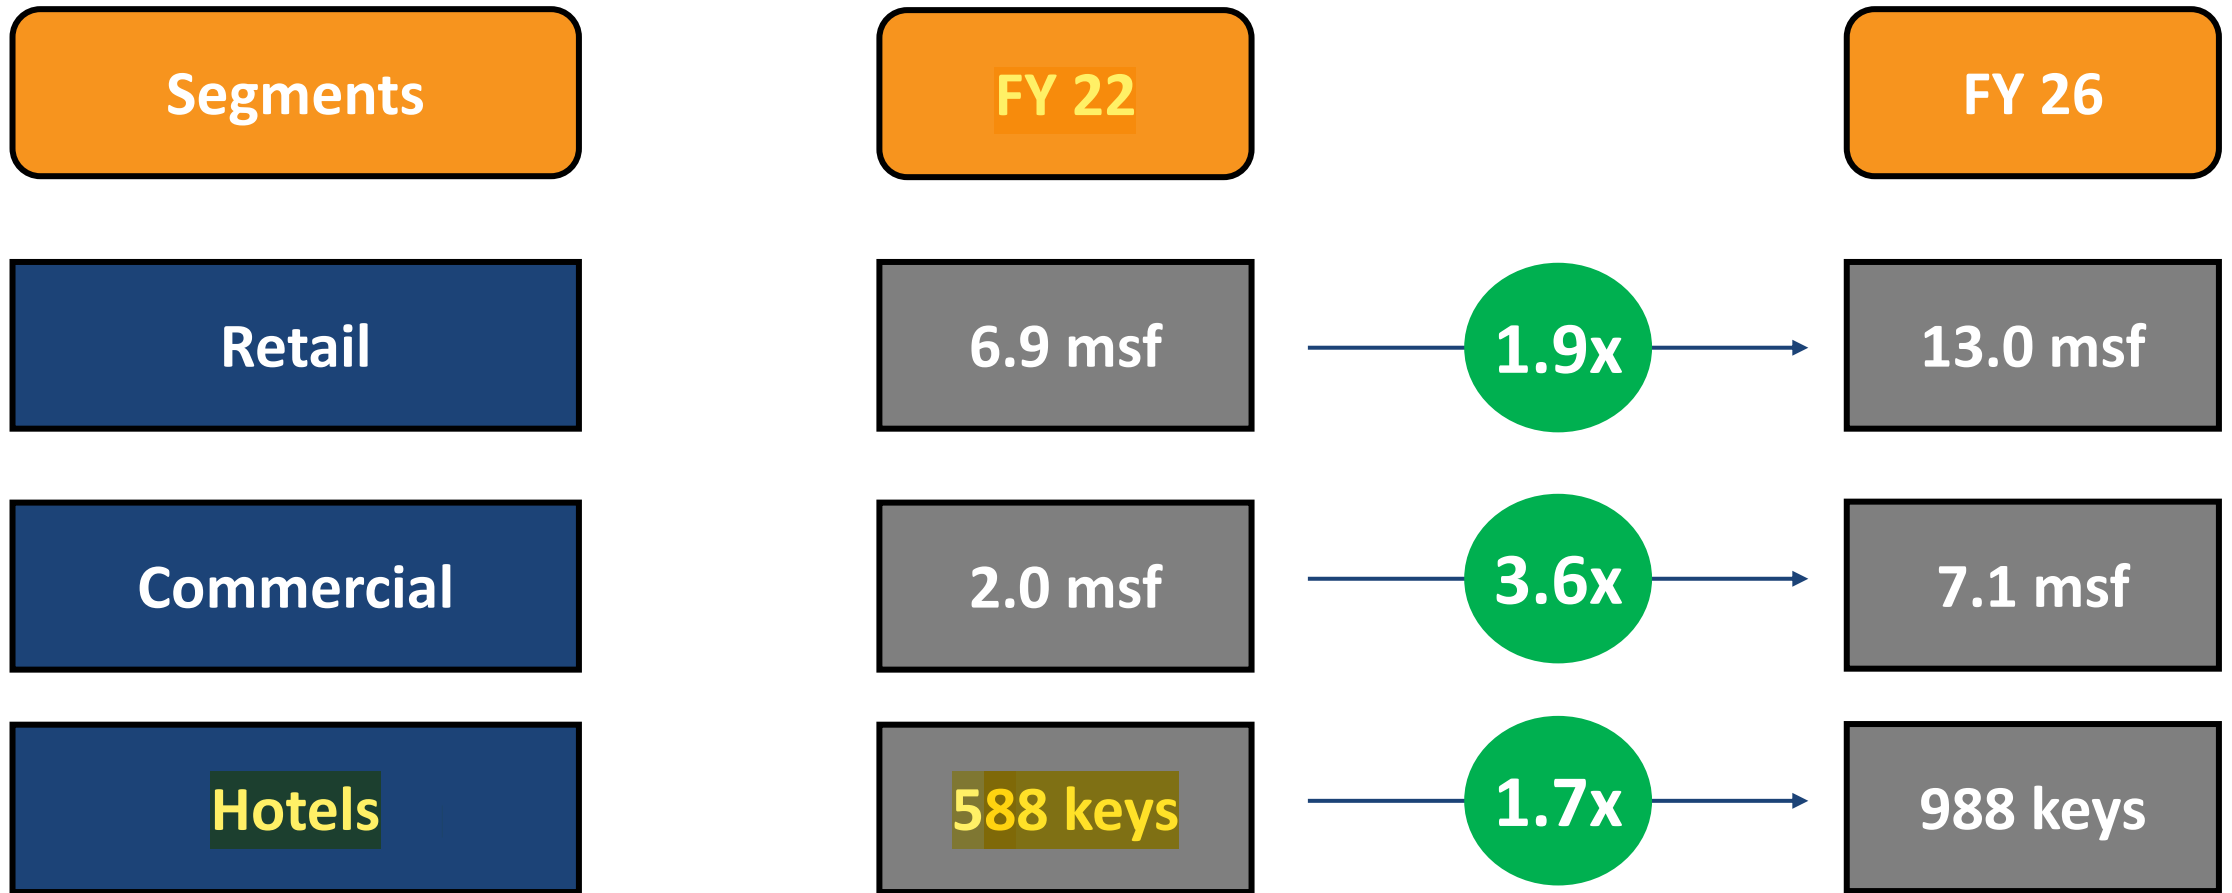 Segments
FY 22
FY 26
Retail
6.9 msf
1.9x
13.0 msf
Commercial
2.0 msf
3.6x
7.1 msf
Hotels
588 keys
1.7x
988 keys